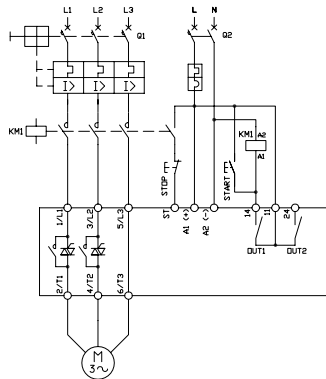 L1 L2 L3 L N
Q1 Q2
I> I> I>
KM1 KM1 A2
A1
STOP START
1/L1 3/L2 5/L3 ST A1 (+) A2 (-) 14 11 24
OUT1 OUT2
2/T1 4/T2 6/T3
M
3~